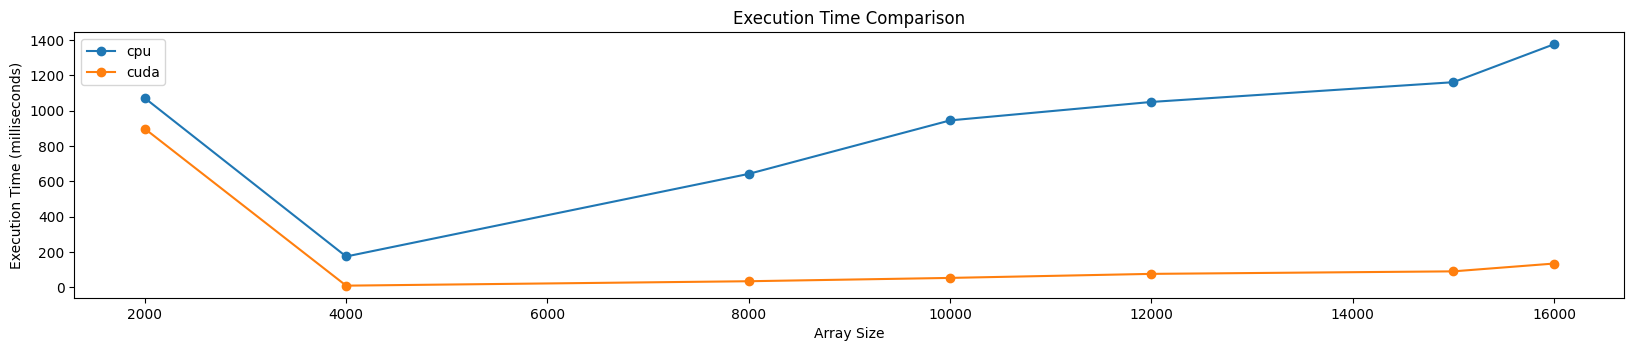 Execution Time Comparison
cpu
cuda
Execution Time (milliseconds)
1400
1200
1000
800
600
400
200
0
2000 4000 6000 8000 10000 12000 14000 16000
Array Size